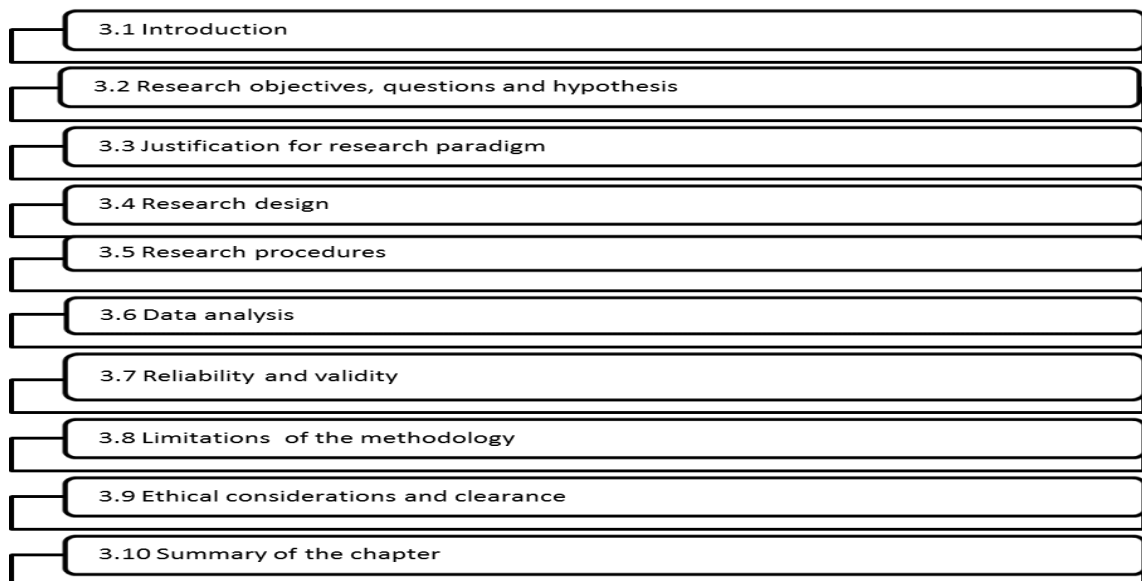 3.1 Introduction
3.2 Research objectives, questions and hypothesis
3.3 Justification for research paradigm
3.4 Research design
3.5 Research procedures
3.6 Data analysis
3.7 Reliability and validity
3.8 Limitations of the methodology
3.9 Ethical considerations and clearance
3.10 Summary of the chapter